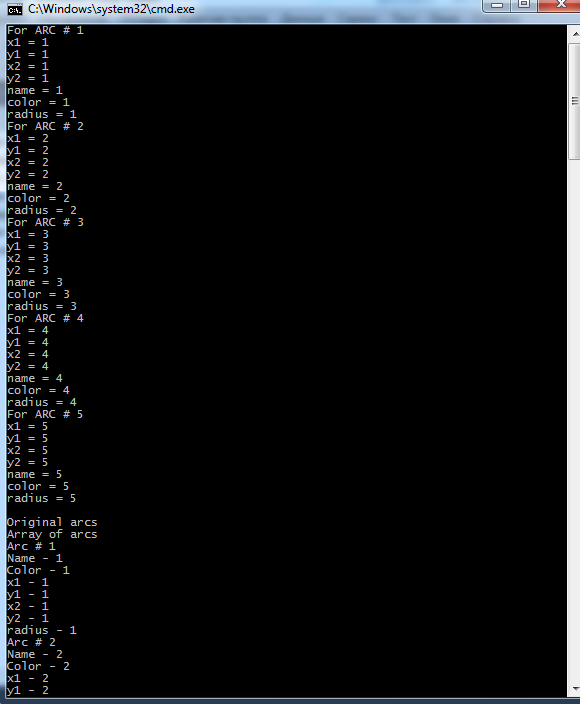 C:\Windows\system32\cmd.exe
For ARC # 1
x1 = 1
y1 = 1
x2 = 1
y2 = 1
name = 1
color = 1
radius = 1
For ARC # 2
x1 = 2
y1 = 2
x2 = 2
y2 = 2
name = 2
color = 2
radius = 2
For ARC # 3
x1 = 3
y1 = 3
x2 = 3
y2 = 3
name = 3
color = 3
radius = 3
For ARC # 4
x1 = 4
y1 = 4
x2 = 4
y2 = 4
name = 4
color = 4
radius = 4
For ARC # 5
x1 = 5
y1 = 5
x2 = 5
y2 = 5
name = 5
color = 5
radius = 5

Original arcs
Array of arcs
Arc # 1
Name - 1
Color - 1
x1 - 1
y1 - 1
x2 - 1
y2 - 1
radius - 1
Arc # 2
Name - 2
Color - 2
x1 - 2
y1 - 2